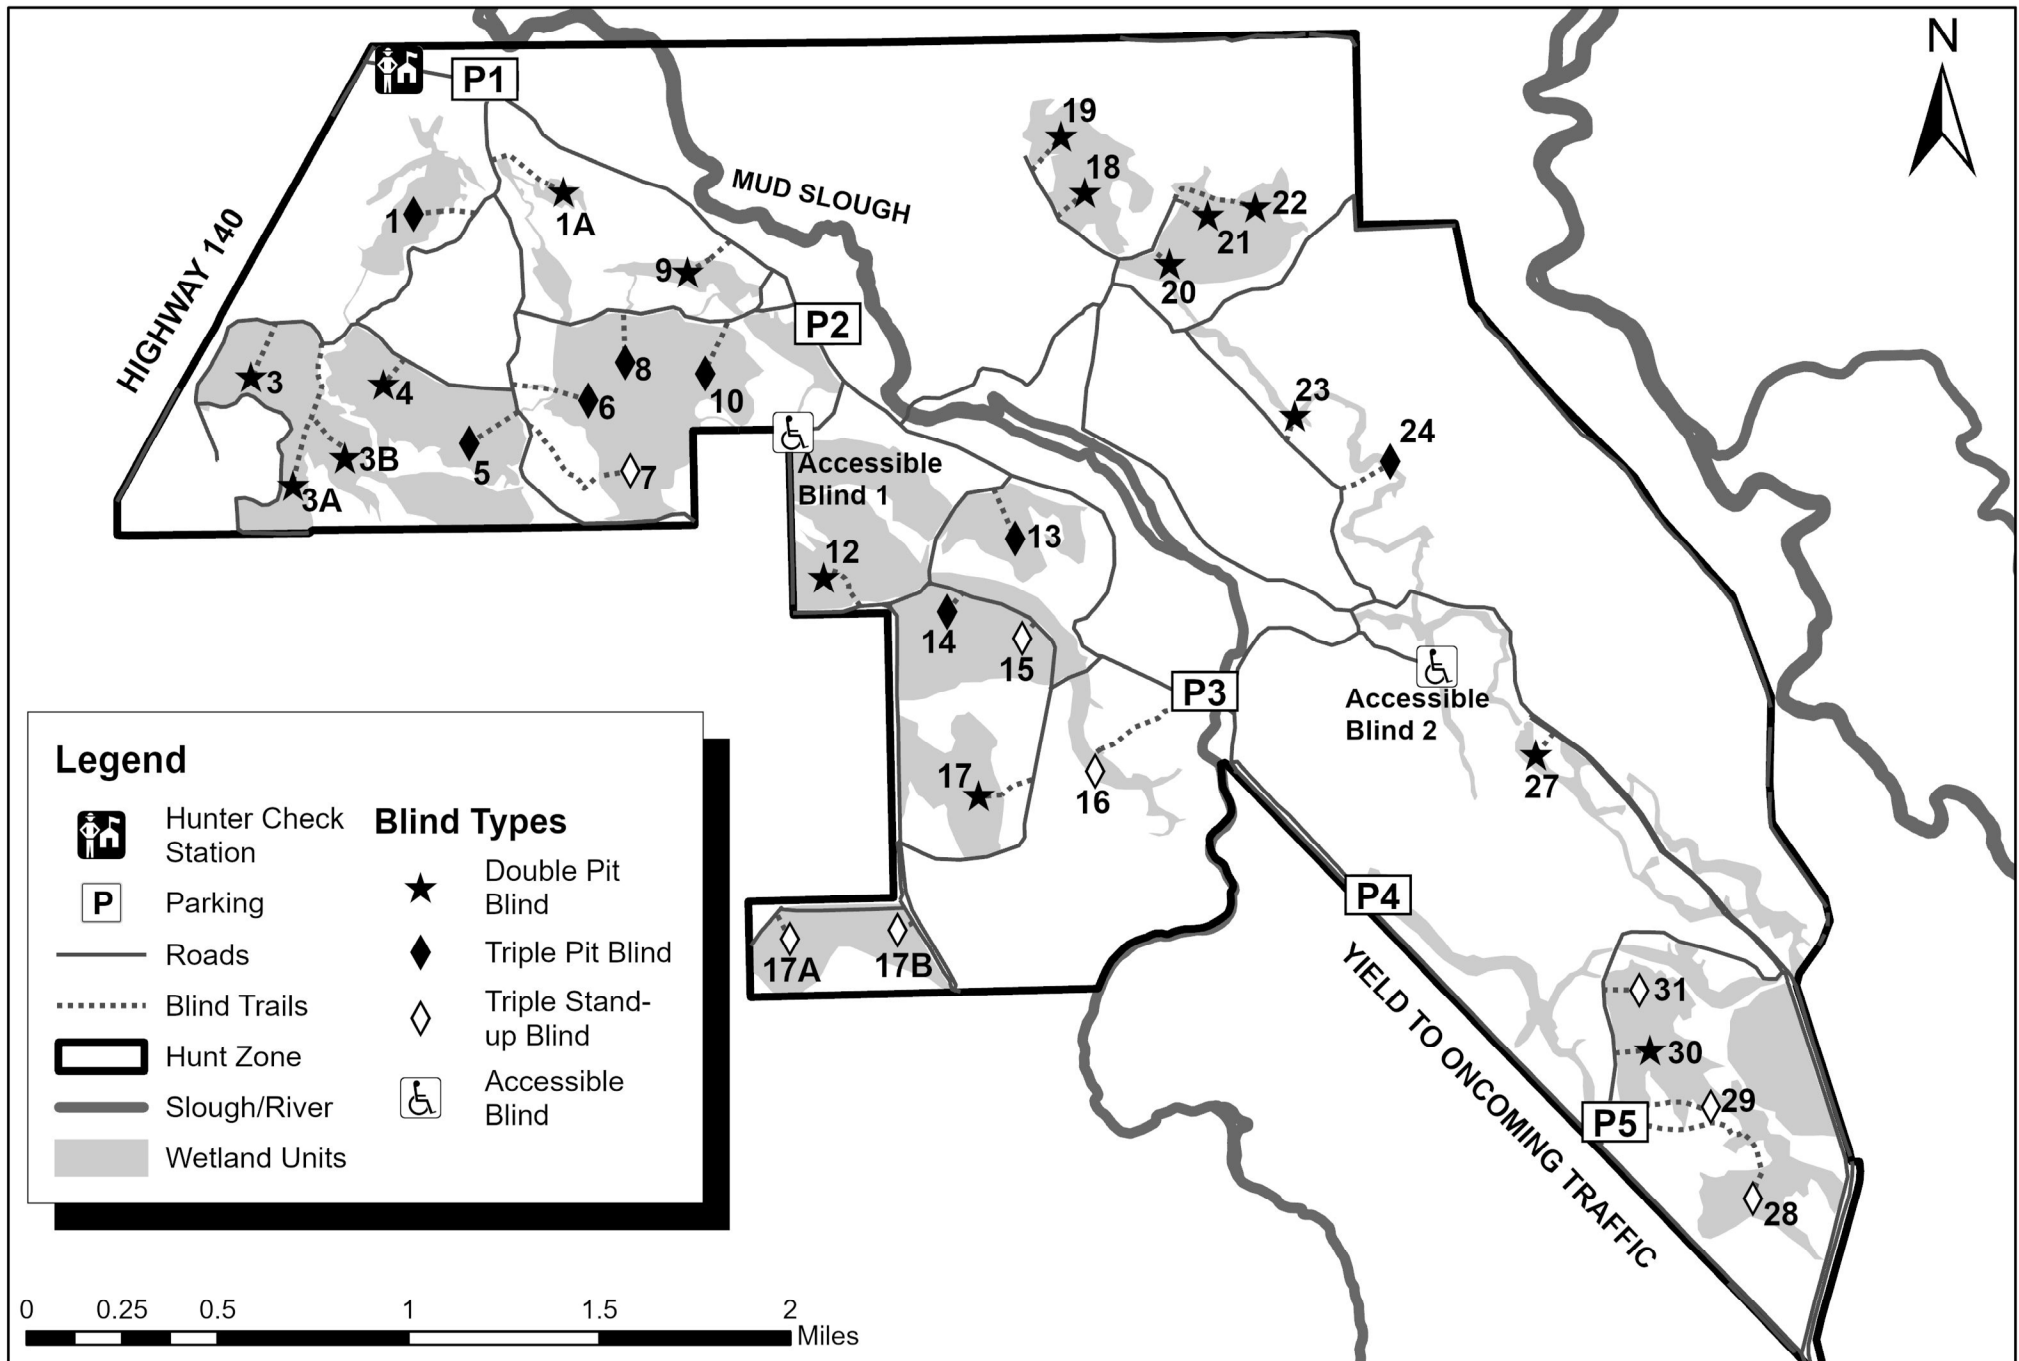 N
P1
19
18
1
1A
MUD SLOUGH
22
21
20
9
HIGHWAY 140
P2
3
4
8
6
10
23
24
3B
5
7
3A
Accessible
Blind 1
12
13
14
15
P3
Accessible
Blind 2
17
16
27
P4
17A
17B
YIELD TO ONCOMING TRAFFIC
31
30
29
P5
28
Legend
Hunter Check
Station
P
Parking
Roads
Blind Trails
Hunt Zone
Slough/River
Wetland Units
Blind Types
Double Pit
Blind
Triple Pit Blind
Triple Stand-
up Blind
Accessible
Blind
0 0.25 0.5 1 1.5 2
Miles